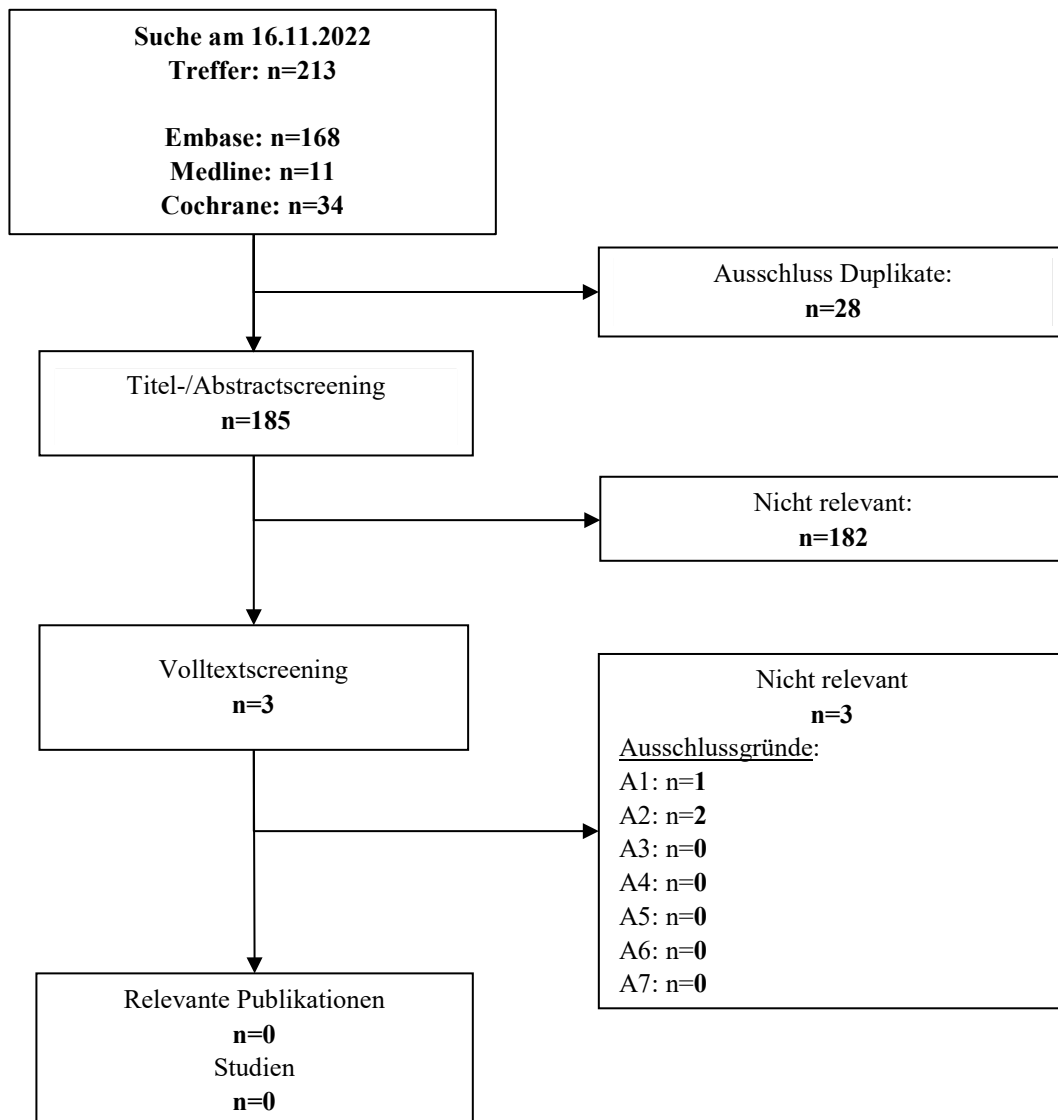 Suche am 16.11.2022
Treffer: n=213
Embase: n=168
Medline: n=11
Cochrane: n=34
Ausschluss Duplikate:
n=28
Titel-/Abstractscreening
n=185
Nicht relevant:
n=182
Volltextscreening
n=3
Nicht relevant
n=3
Ausschlussgründe:
A1: n=1
A2: n=2
A3: n=0
A4: n=0
A5: n=0
A6: n=0
A7: n=0
Relevante Publikationen
n=0
Studien
n=0